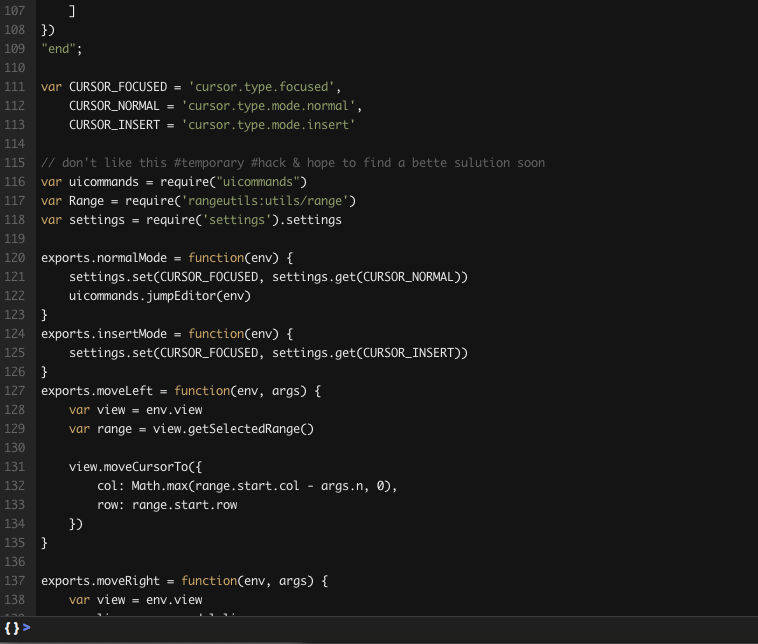 107         ]
108 })
109 "end";
110
111 var CURSOR_FOCUSED = 'cursor.type.focused',
112     CURSOR_NORMAL = 'cursor.type.mode.normal',
113     CURSOR_INSERT = 'cursor.type.mode.insert'
114
115 // don't like this #temporary #hack & hope to find a bette sulution soon
116 var uicommands = require("uicommands")
117 var Range = require('rangeutils:utils/range')
118 var settings = require('settings').settings
119
120 exports.normalMode = function(env) {
121     settings.set(CURSOR_FOCUSED, settings.get(CURSOR_NORMAL))
122     uicommands.jumpEditor(env)
123 }
124 exports.insertMode = function(env) {
125     settings.set(CURSOR_FOCUSED, settings.get(CURSOR_INSERT))
126 }
127 exports.moveLeft = function(env, args) {
128     var view = env.view
129     var range = view.getSelectedRange()
130
131     view.moveCursorTo({
132         col: Math.max(range.start.col - args.n, 0),
133         row: range.start.row
134     })
135 }
136
137 exports.moveRight = function(env, args) {
138     var view = env.view
{}>